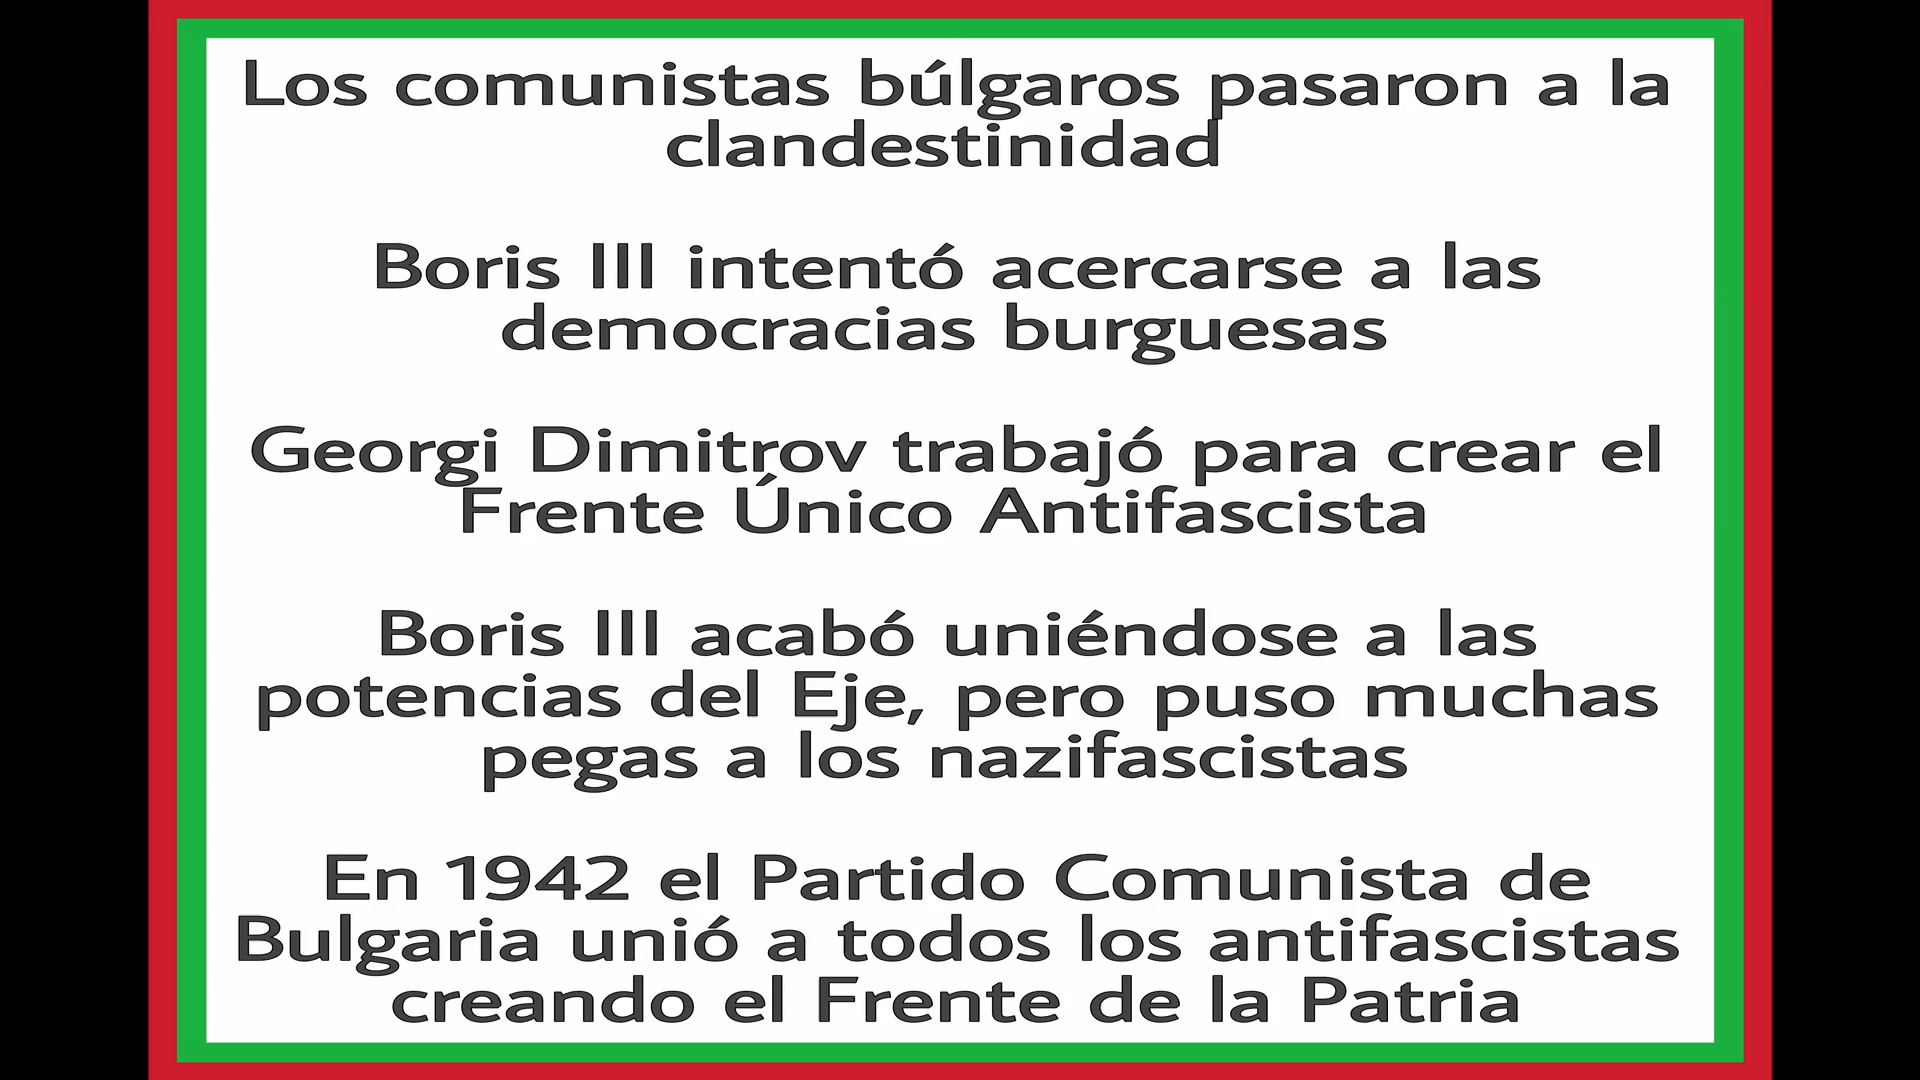 Los comunistas búlgaros pasaron a la
clandestinidad
Boris III intentó acercarse a las
democracias burguesas
Georgi Dimitrov trabajó para crear el
Frente Único Antifascista
Boris III acabó uniéndose a las
potencias del Eje, pero puso muchas
pegas a los nazifascistas
En 1942 el Partido Comunista de
Bulgaria unió a todos los antifascistas
creando el Frente de la Patria